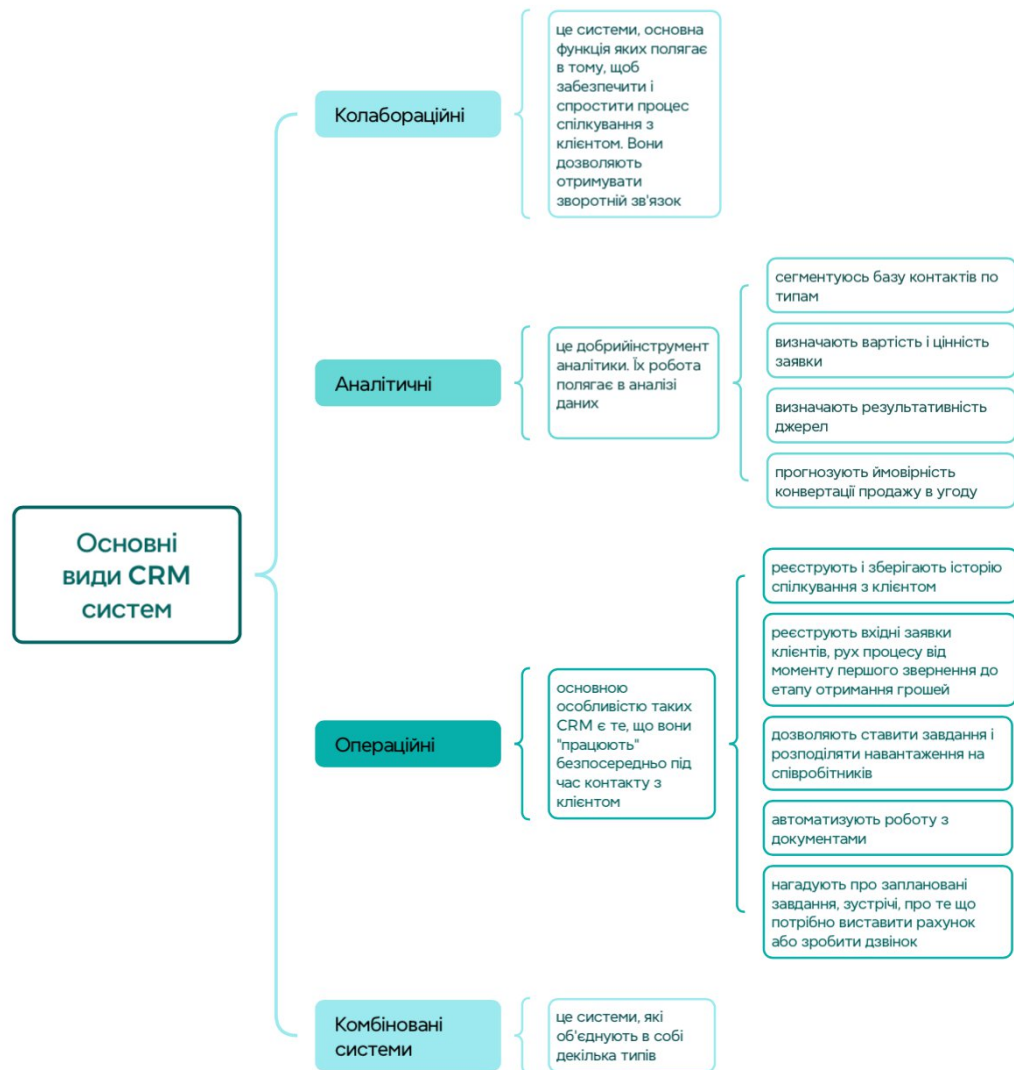 Основні
види CRM
систем
Колабораційні
це системи, основна
функція яких полягає
в тому, щоб
забезпечити і
спростити процес
спілкування з
клієнтом. Вони
дозволяють
отримувати
зворотній зв'язок
Аналітичні
це добрийінструмент
аналітики. Їх робота
полягає в аналізі
даних
сегментуюсь базу контактів по
типам
визначають вартість і цінність
заявки
визначають результативність
джерел
прогнозують ймовірність
конвертації продажу в угоду
Операційні
основною
особливістю таких
CRM є те, що вони
"працюють"
безпосередньо під
час контакту з
клієнтом
реєструють і зберігають історію
спілкування з клієнтом
реєструють вхідні заявки
клієнтів, рух процесу від
моменту першого звернення до
етапу отримання грошей
дозволяють ставити завдання і
розподіляти навантаження на
співробітників
автоматизують роботу з
документами
нагадують про заплановані
завдання, зустрічі, про те що
потрібно виставити рахунок
або зробити дзвінок
Комбіновані
системи
це системи, які
об'єднують в собі
декілька типів